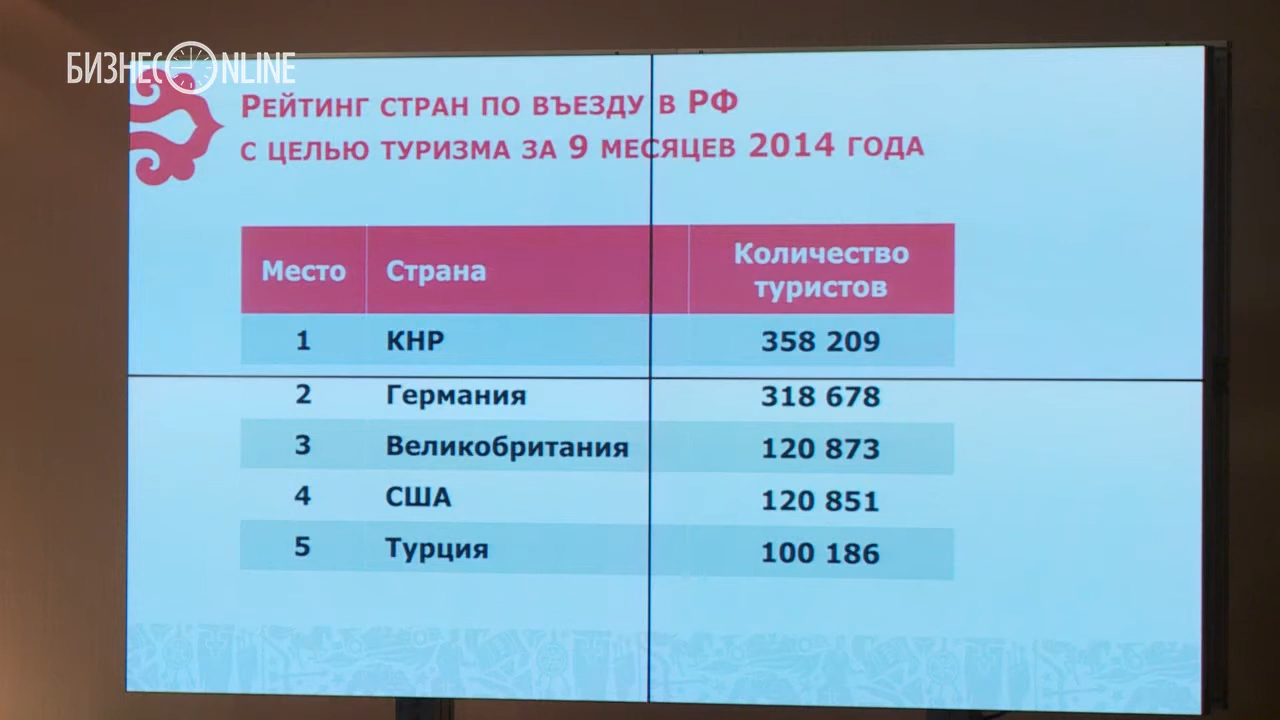 БИЗНЕС ONLINE
Рейтинг стран по въезду в РФ
с целью туризма за 9 месяцев 2014 года
Место Страна Количество туристов
1 КНР 358 209
2 Германия 318 678
3 Великобритания 120 873
4 США 120 851
5 Турция 100 186